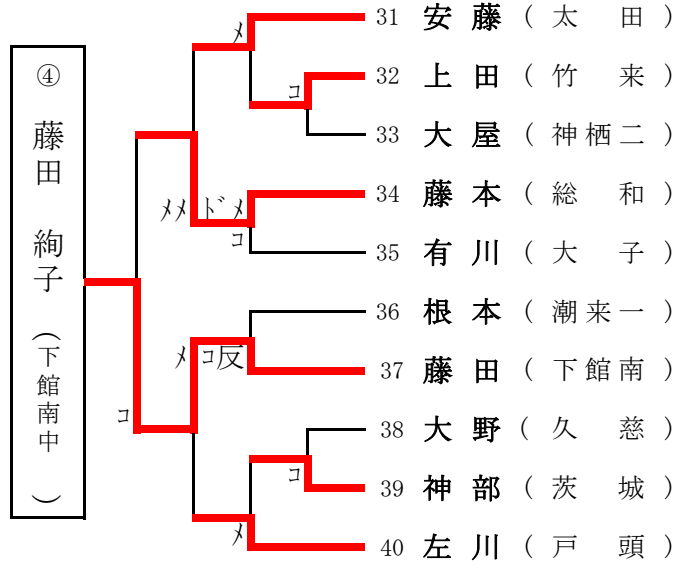 ④ 藤田 絢子 （下館南中）
31 安藤 （ 太田 ）
メ
32 上田 （ 竹来 ）
コ
33 大屋 （ 神栖二 ）
34 藤本 （ 総和 ）
メメ ド メ
コ
35 有川 （ 大子 ）
36 根本 （ 潮来一 ）
メ コ反
37 藤田 （ 下館南 ）
コ
38 大野 （ 久慈 ）
コ
39 神部 （ 茨城 ）
メ
40 左川 （ 戸頭 ）